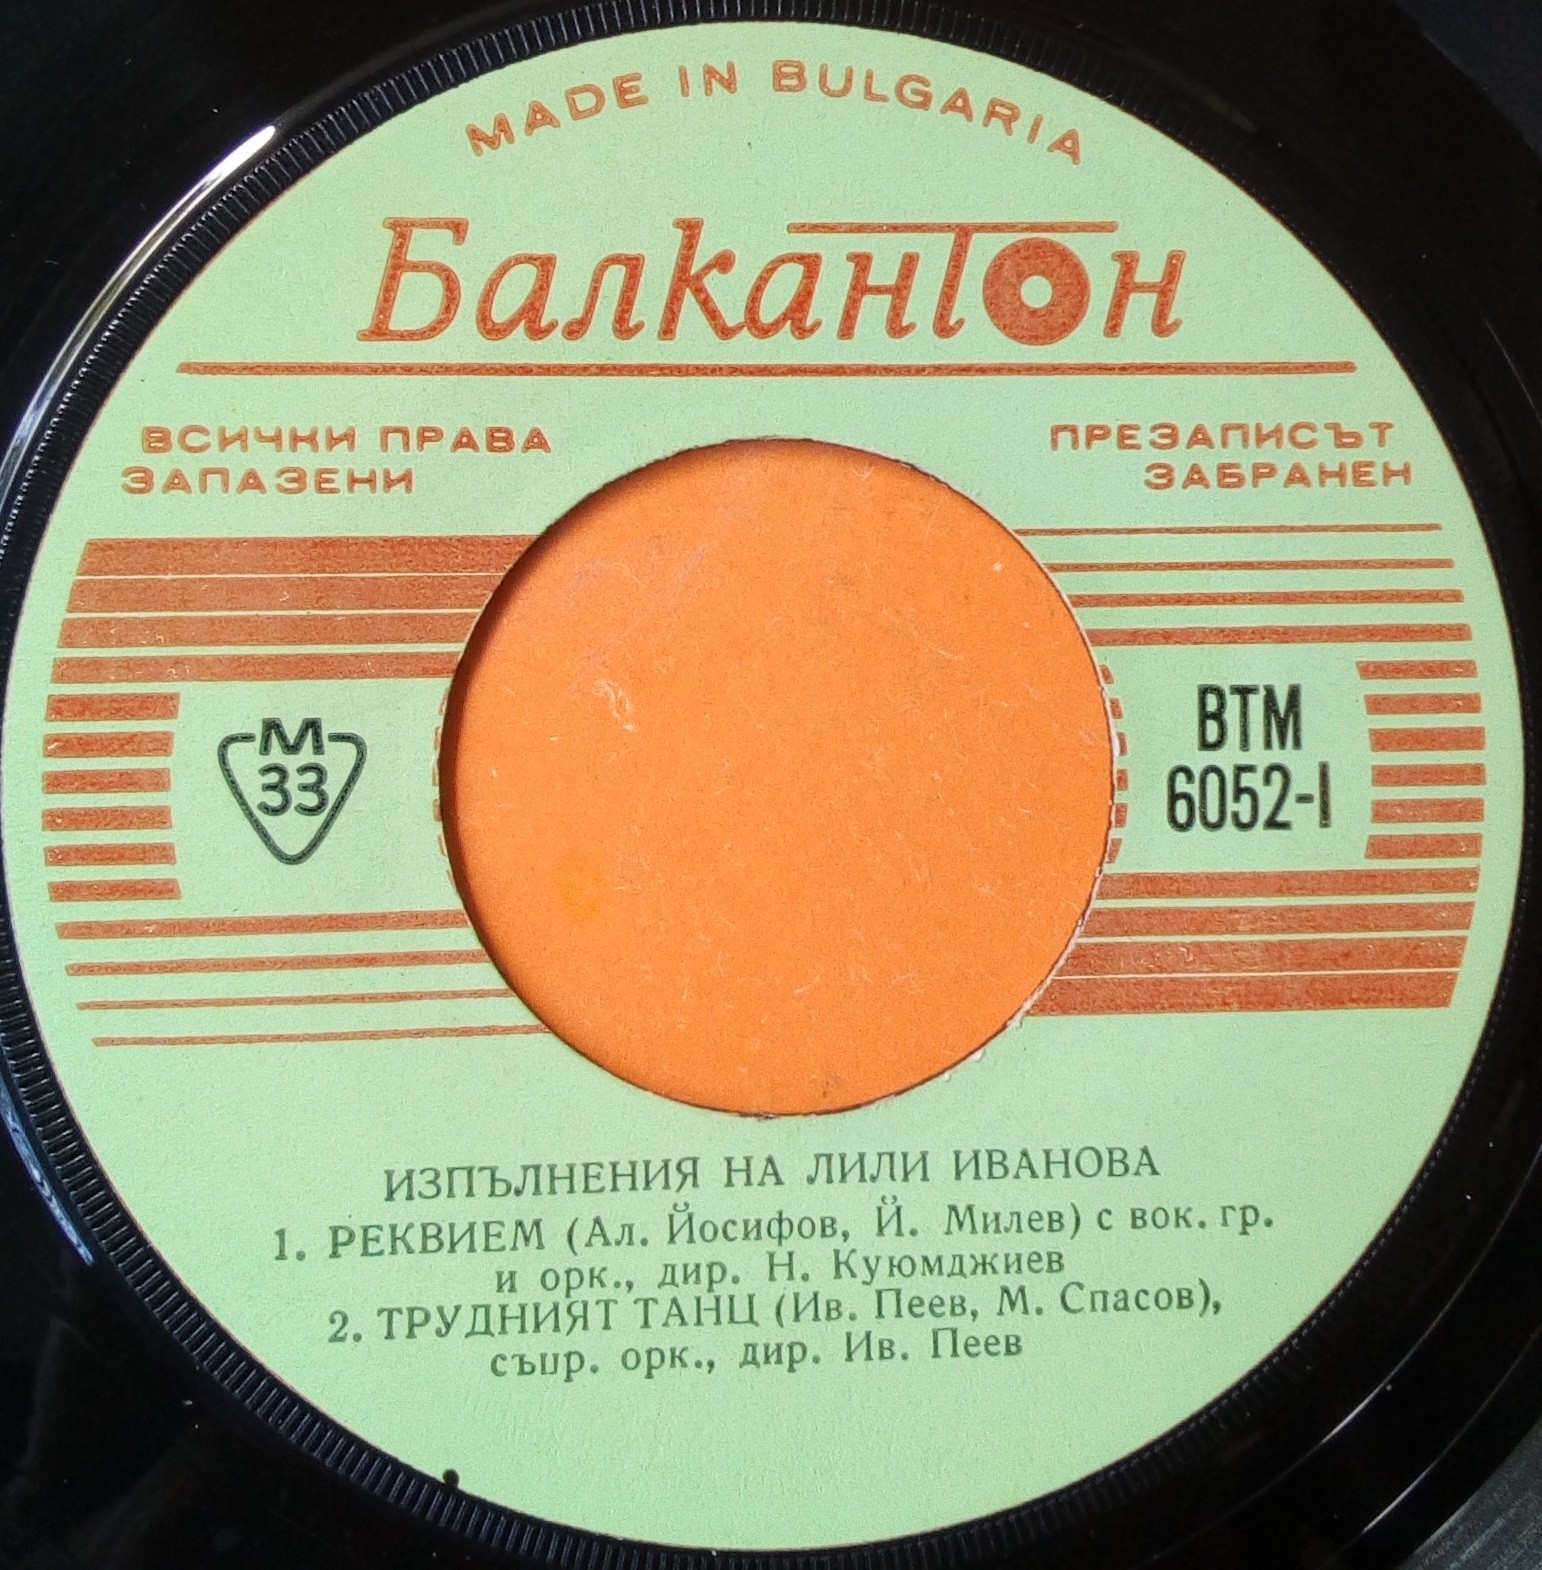 MADE IN BULGARIA
Балкантон
ВСИЧКИ ПРАВА
ЗАПАЗЕНИ
ПРЕЗАПИСЪТ
ЗАБРАНЕН
М
33
ВТМ
6052-I
ИЗПЪЛНЕНИЯ НА ЛИЛИ ИВАНОВА
1. РЕКВИЕМ (Ал. Йосифов, Й. Милев) с вок. гр.
и орк., дир. Н. Куюмджиев
2. ТРУДНИЯТ ТАНЦ (Ив. Пеев, М. Спасов),
съпр. орк., дир. Ив. Пеев